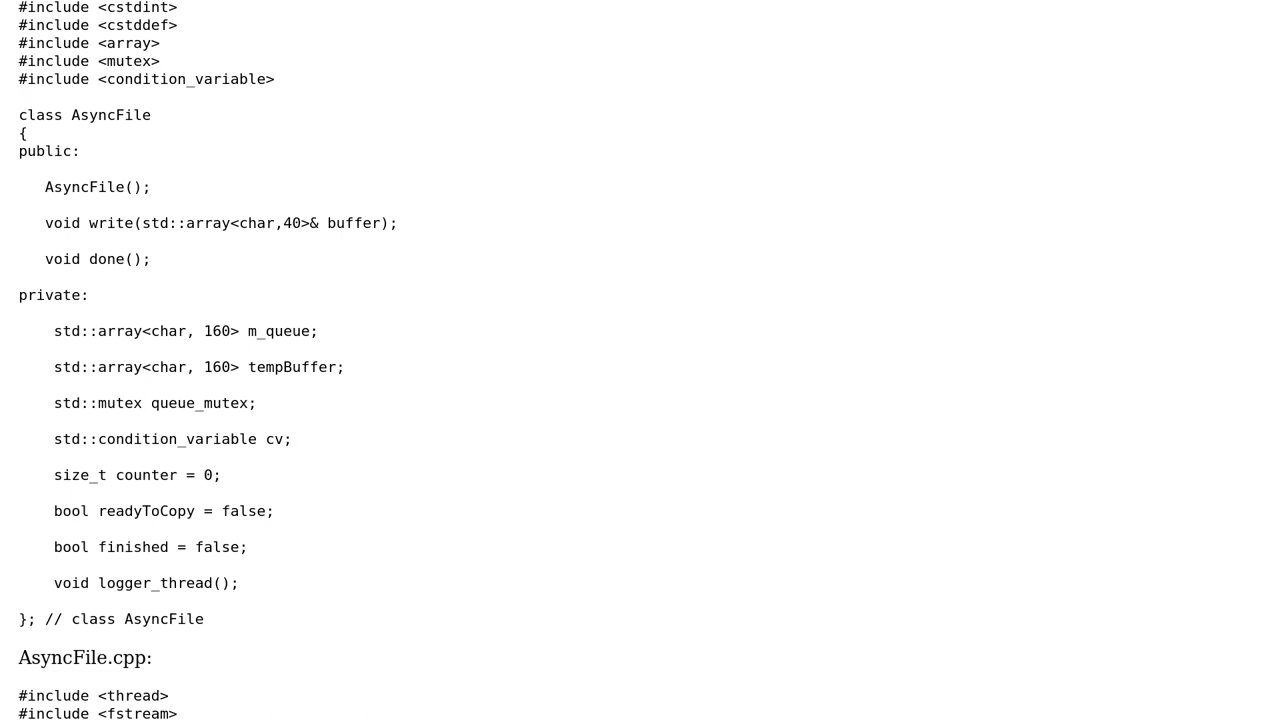 #include <cstdint>
#include <cstddef>
#include <array>
#include <mutex>
#include <condition_variable>
class AsyncFile
{
public:
AsyncFile();
void write(std::array<char,40>& buffer);
void done();
private:
std::array<char, 160> m_queue;
std::array<char, 160> tempBuffer;
std::mutex queue_mutex;
std::condition_variable cv;
size_t counter = 0;
bool readyToCopy = false;
bool finished = false;
void logger_thread();
}; // class AsyncFile
AsyncFile.cpp:
#include <thread>
#include <fstream>